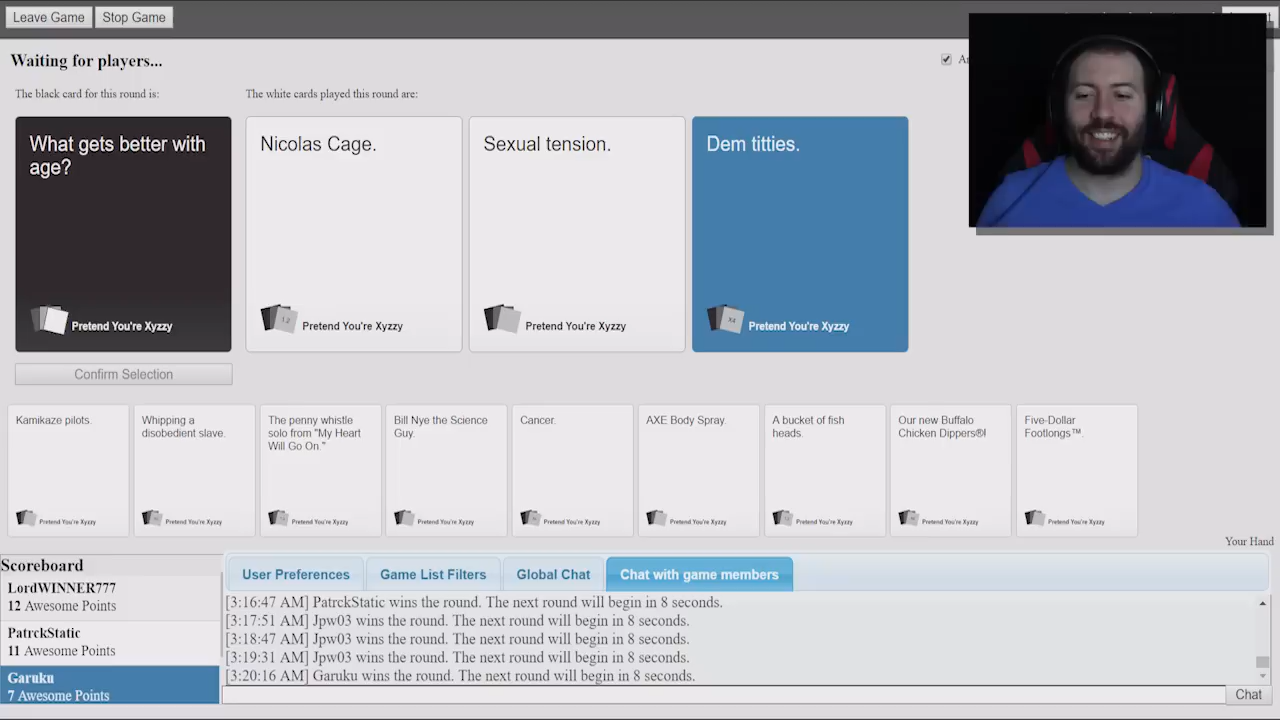 Leave Game
Stop Game
Waiting for players...
The black card for this round is:
The white cards played this round are:
What gets better with
age?
Pretend You're Xyzzy
Nicolas Cage.
Pretend You're Xyzzy
Sexual tension.
Pretend You're Xyzzy
Dem titties.
Pretend You're Xyzzy
Confirm Selection
Kamikaze pilots.
Pretend You're Xyzzy
Whipping a
disobedient slave.
Pretend You're Xyzzy
The penny whistle
solo from "My Heart
Will Go On."
Pretend You're Xyzzy
Bill Nye the Science
Guy.
Pretend You're Xyzzy
Cancer.
Pretend You're Xyzzy
AXE Body Spray.
Pretend You're Xyzzy
A bucket of fish
heads.
Pretend You're Xyzzy
Our new Buffalo
Chicken Dippers®!
Pretend You're Xyzzy
Five-Dollar
Footlongs™.
Pretend You're Xyzzy
Your Hand
Scoreboard
LordWINNER777
12 Awesome Points
PatrckStatic
11 Awesome Points
Garuku
7 Awesome Points
User Preferences
Game List Filters
Global Chat
Chat with game members
[3:16:47 AM] PatrckStatic wins the round. The next round will begin in 8 seconds.
[3:17:51 AM] Jpw03 wins the round. The next round will begin in 8 seconds.
[3:18:47 AM] Jpw03 wins the round. The next round will begin in 8 seconds.
[3:19:31 AM] Jpw03 wins the round. The next round will begin in 8 seconds.
[3:20:16 AM] Garuku wins the round. The next round will begin in 8 seconds.
Chat